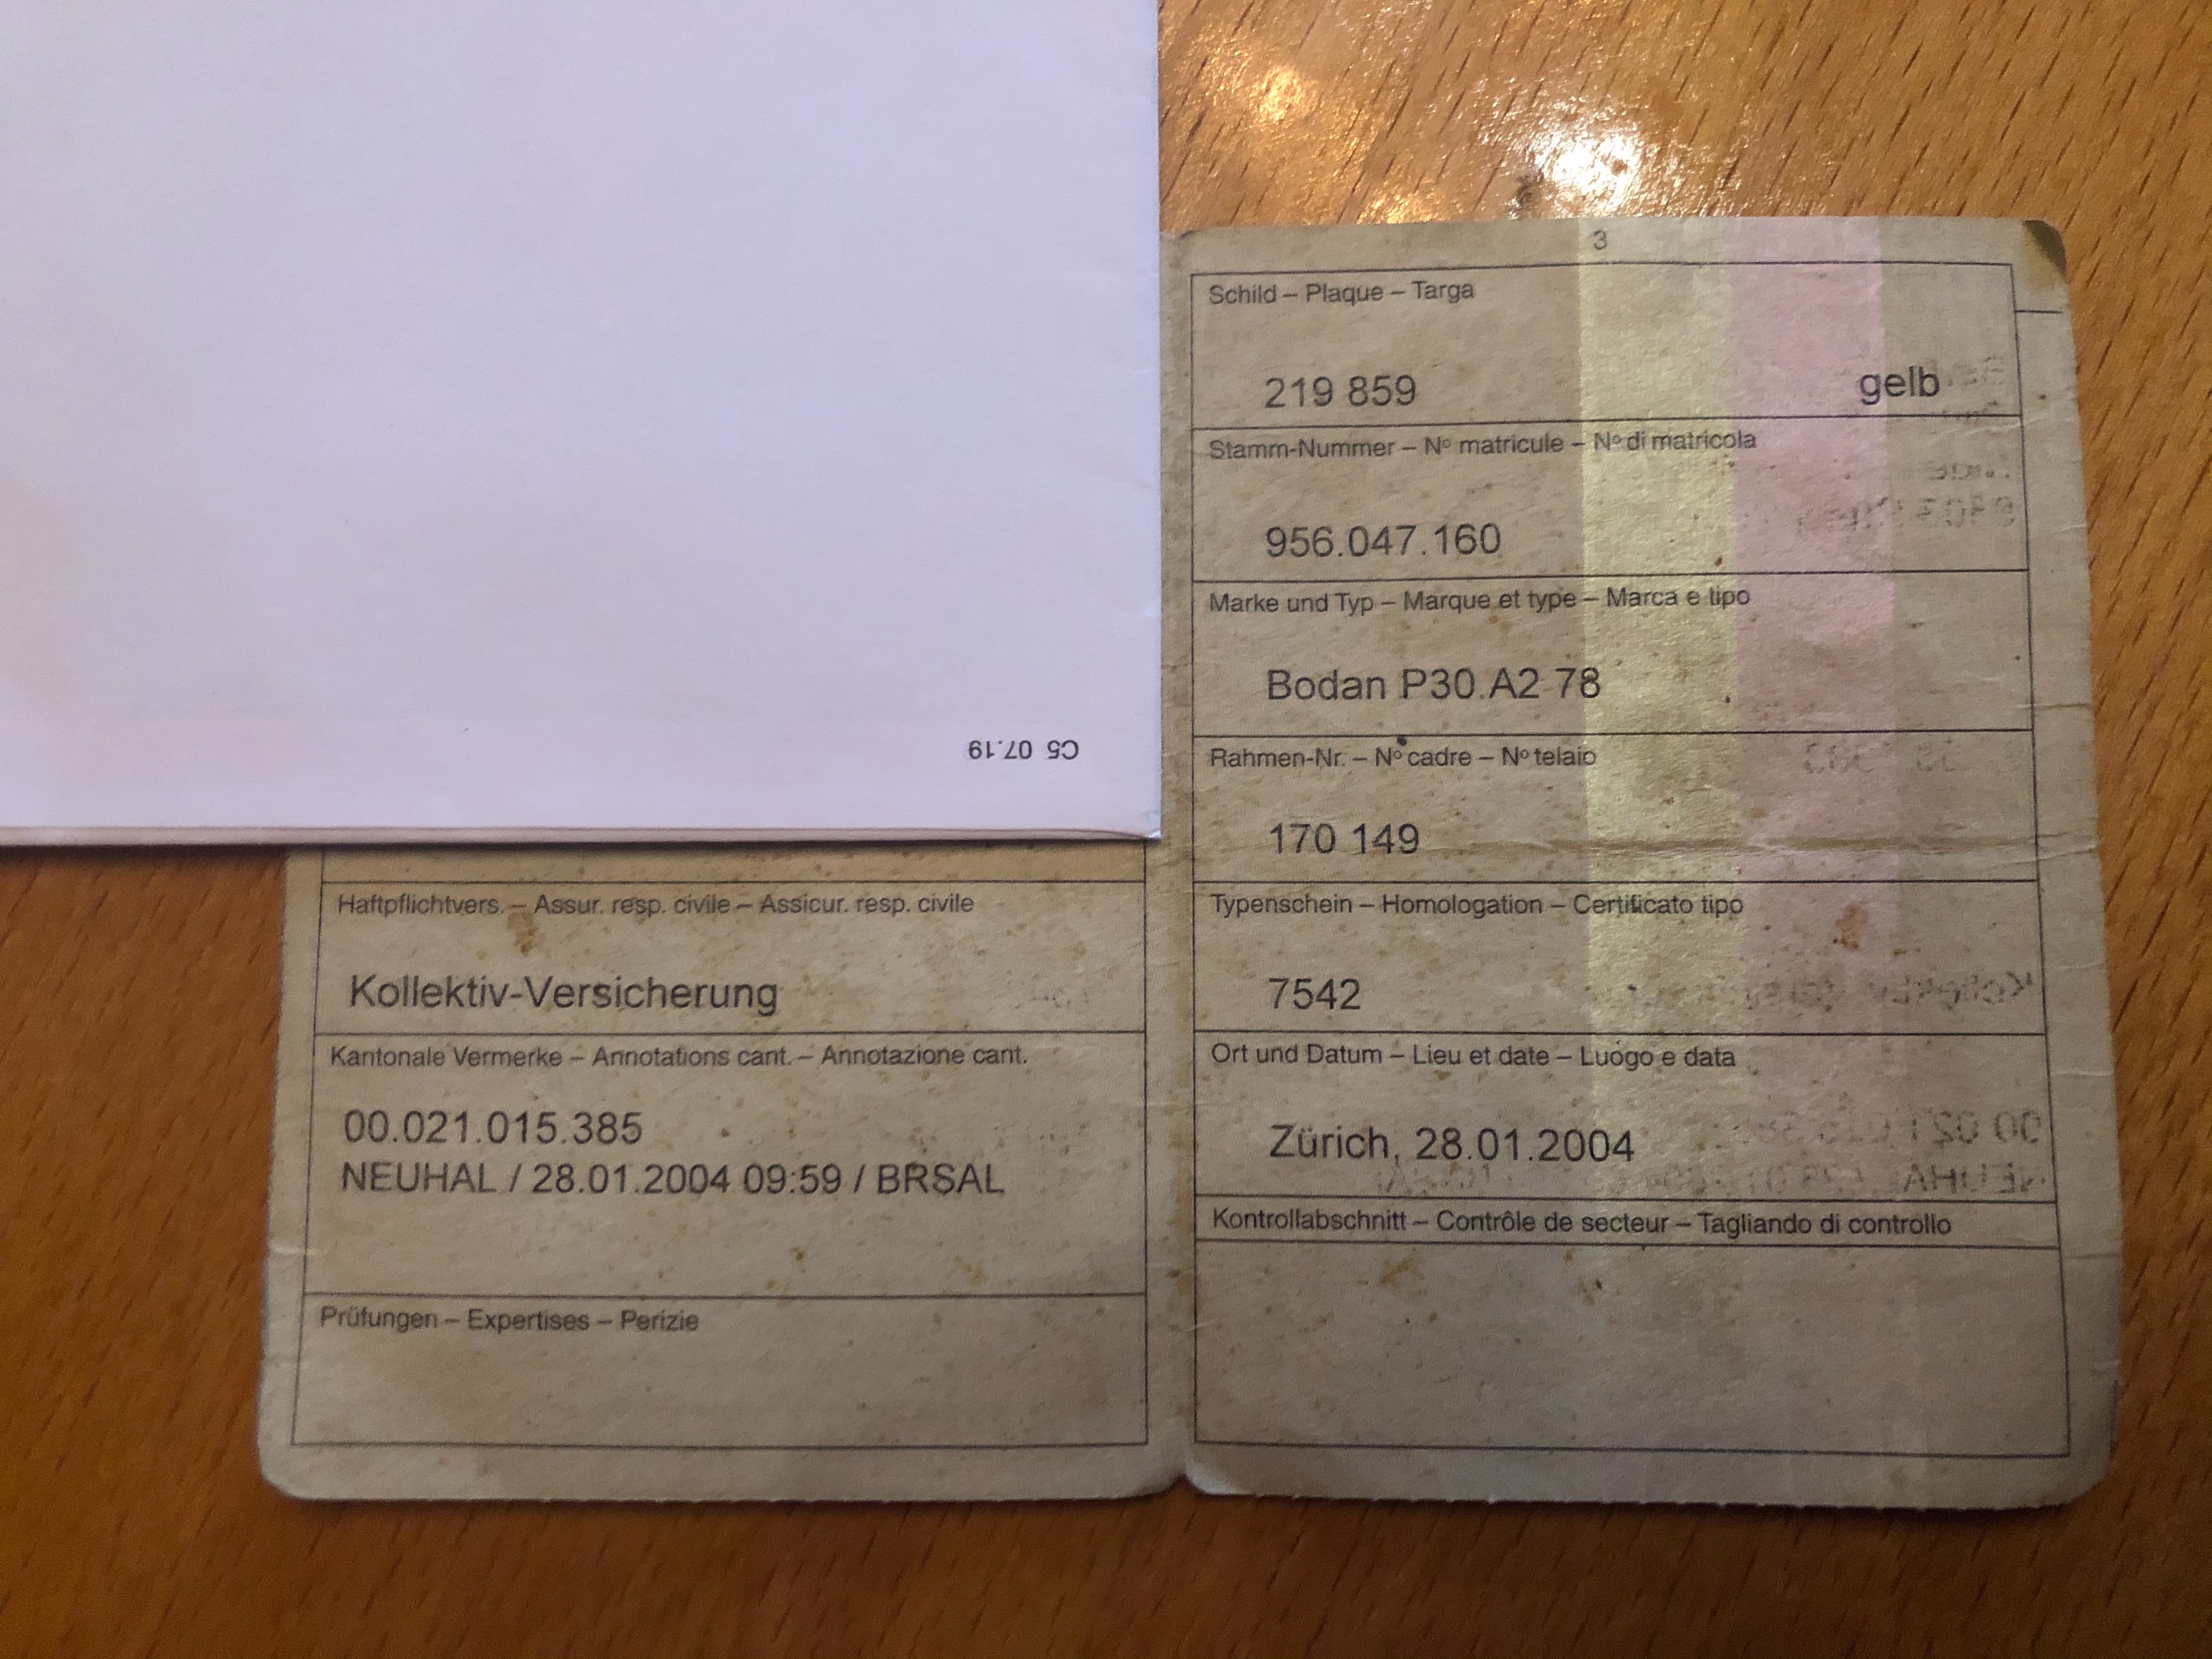 C5 07.19
Haftpflichtvers. – Assur. resp. civile – Assicur. resp. civile
Kollektiv-Versicherung
Kantonale Vermerke – Annotations cant. – Annotazione cant.
00.021.015.385
NEUHAL / 28.01.2004 09:59 / BRSAL
Prüfungen – Expertises – Perizie
3
Schild – Plaque – Targa
219 859 gelb
Stamm-Nummer – Nº matricule – Nº di matricola
956.047.160
Marke und Typ – Marque et type – Marca e tipo
Bodan P30.A2 78
Rahmen-Nr. – Nº cadre – Nº telaio
170 149
Typenschein – Homologation – Certificato tipo
7542
Ort und Datum – Lieu et date – Luogo e data
Zürich, 28.01.2004
Kontrollabschnitt – Contrôle de secteur – Tagliando di controllo